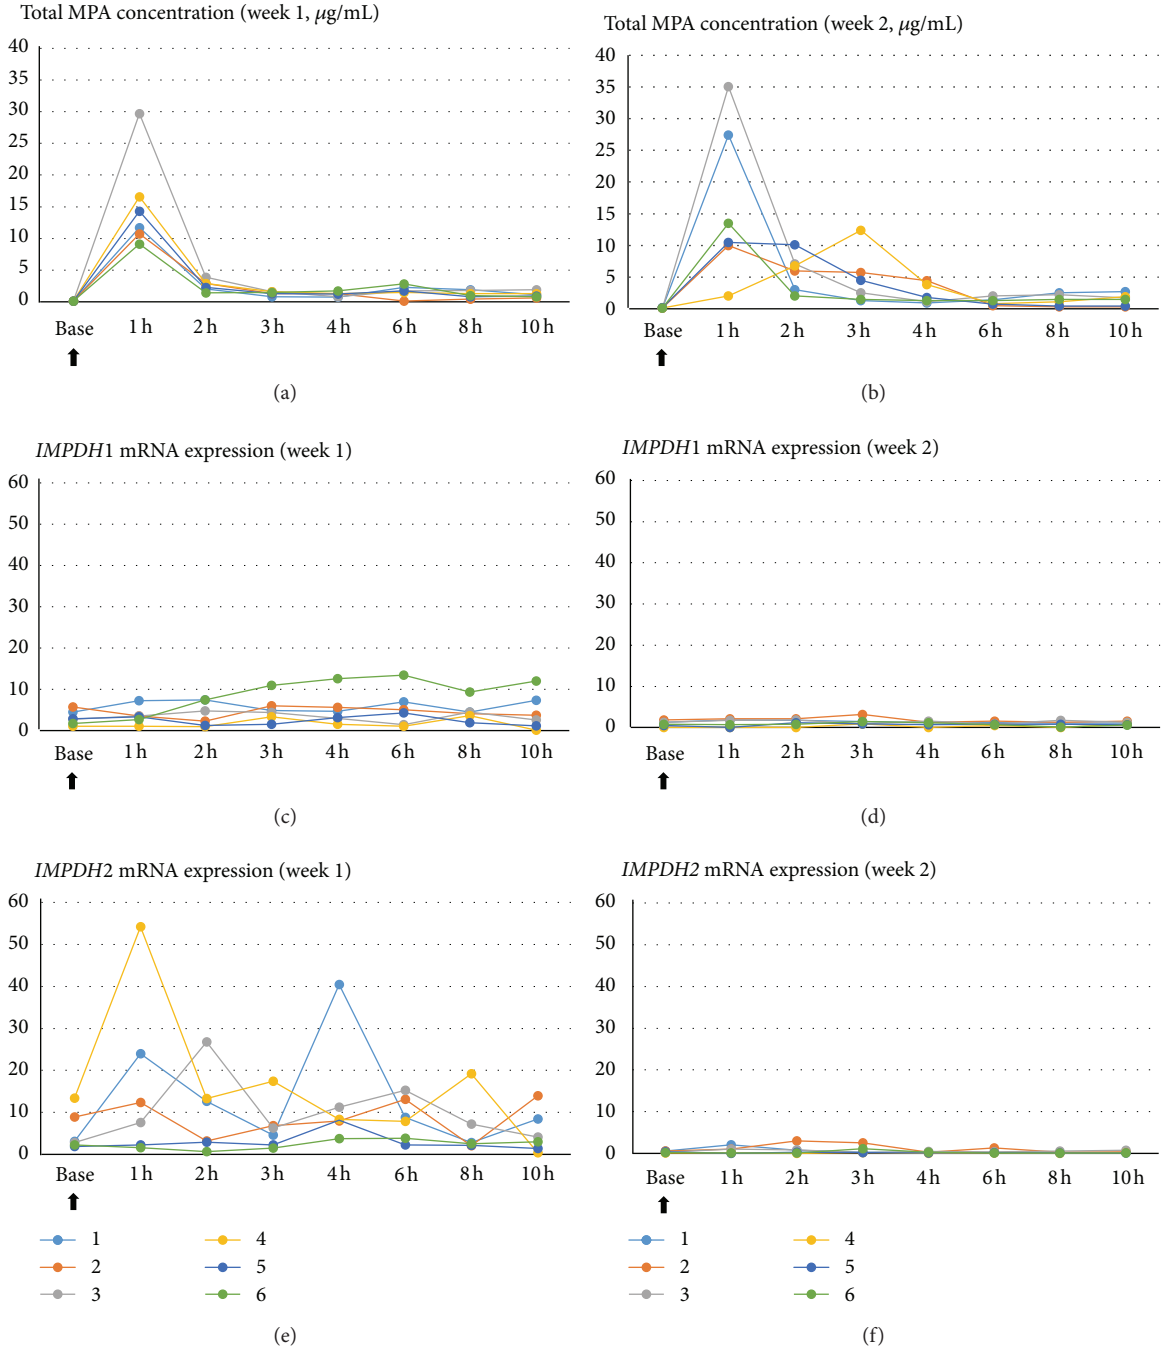 Total MPA concentration (week 1, μg/mL)
40
35
30
25
20
15
10
5
0
Base 1 h 2 h 3 h 4 h 6 h 8 h 10 h
(a)
Total MPA concentration (week 2, μg/mL)
40
35
30
25
20
15
10
5
0
Base 1 h 2 h 3 h 4 h 6 h 8 h 10 h
(b)
IMPDH1 mRNA expression (week 1)
60
50
40
30
20
10
0
Base 1 h 2 h 3 h 4 h 6 h 8 h 10 h
(c)
IMPDH1 mRNA expression (week 2)
60
50
40
30
20
10
0
Base 1 h 2 h 3 h 4 h 6 h 8 h 10 h
(d)
IMPDH2 mRNA expression (week 1)
60
50
40
30
20
10
0
Base 1 h 2 h 3 h 4 h 6 h 8 h 10 h
1 4
2 5
3 6
(e)
IMPDH2 mRNA expression (week 2)
60
50
40
30
20
10
0
Base 1 h 2 h 3 h 4 h 6 h 8 h 10 h
1 4
2 5
3 6
(f)